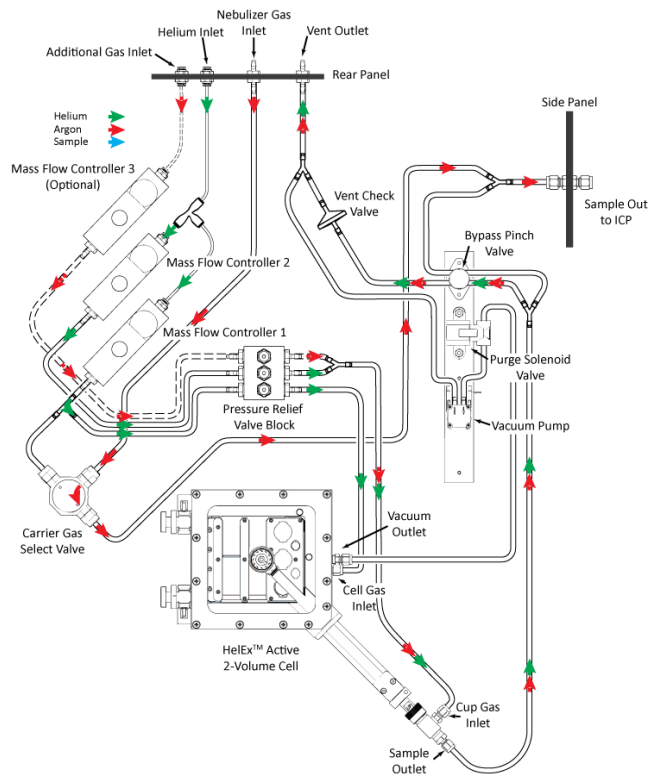 Nebulizer Gas
Inlet
Helium Inlet
Vent Outlet
Additional Gas Inlet
Rear Panel
Side Panel
Helium
Argon
Sample
Mass Flow Controller 3
(Optional)
Vent Check
Valve
Sample Out
to ICP
Bypass Pinch
Valve
Mass Flow Controller 2
Mass Flow Controller 1
Purge Solenoid
Valve
Pressure Relief
Valve Block
Vacuum Pump
Carrier Gas
Select Valve
Vacuum
Outlet
Cell Gas
Inlet
HelEx™ Active
2-Volume Cell
Cup Gas
Inlet
Sample
Outlet